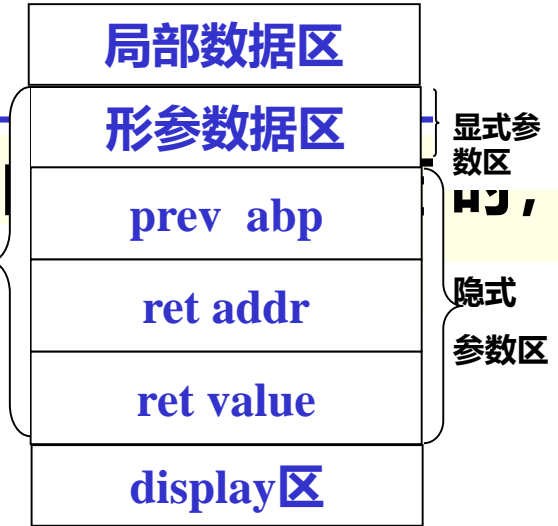 局部数据区
形参数据区
显式参
数区
的，
prev abp
ret addr
隐式
参数区
ret value
display区